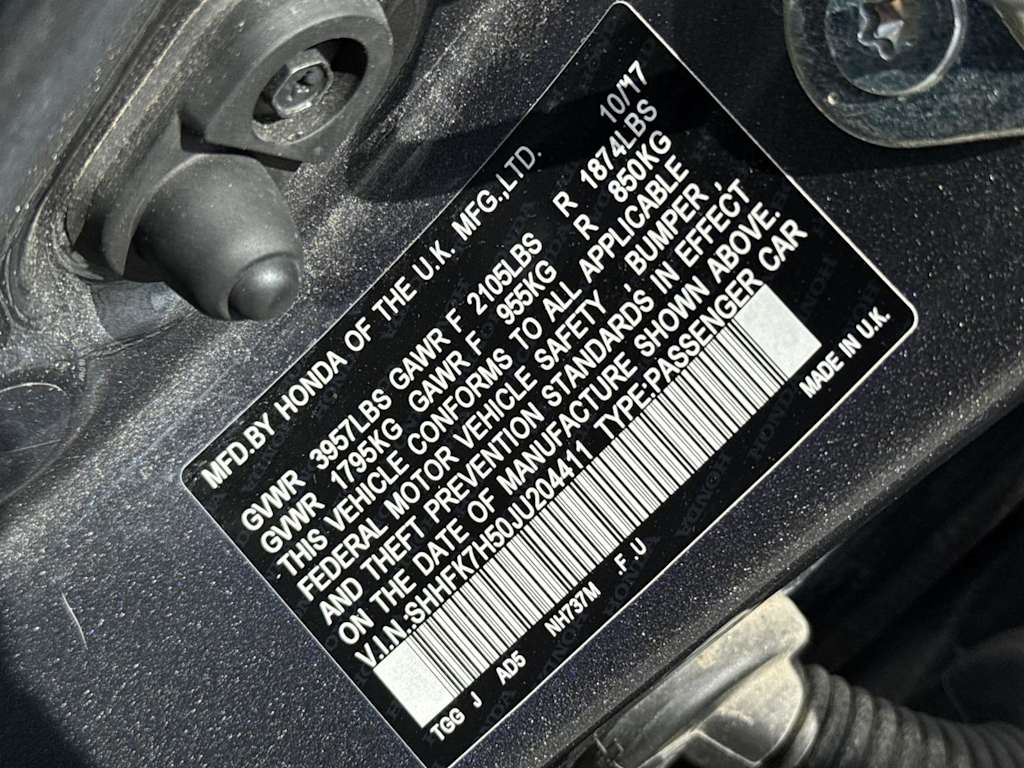 MFD.BY HONDA OF THE U.K. MFG.,LTD. 10/'17
GVWR 3957LBS GAWR F 2105LBS R 1874LBS
GVWR 1795KG GAWR F 955KG R 850KG
THIS VEHICLE CONFORMS TO ALL APPLICABLE
FEDERAL MOTOR VEHICLE SAFETY , BUMPER ,
AND THEFT PREVENTION STANDARDS IN EFFECT
ON THE DATE OF MANUFACTURE SHOWN ABOVE.
V.I.N.:SHHFK7H50JU204411 TYPE:PASSENGER CAR
TGG J AD5 NH737M F U MADE IN U.K.
HONDA